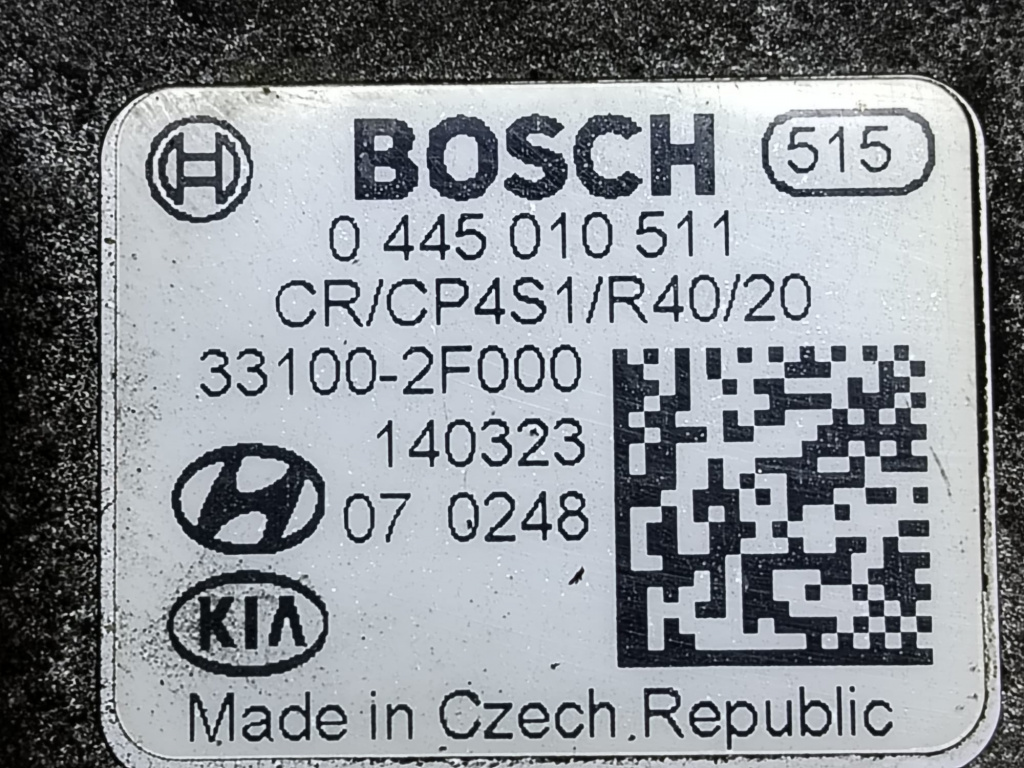 BOSCH 515
0 445 010 511
CR/CP4S1/R40/20
33100-2F000
140323
07 0248
KIA
Made in Czech Republic